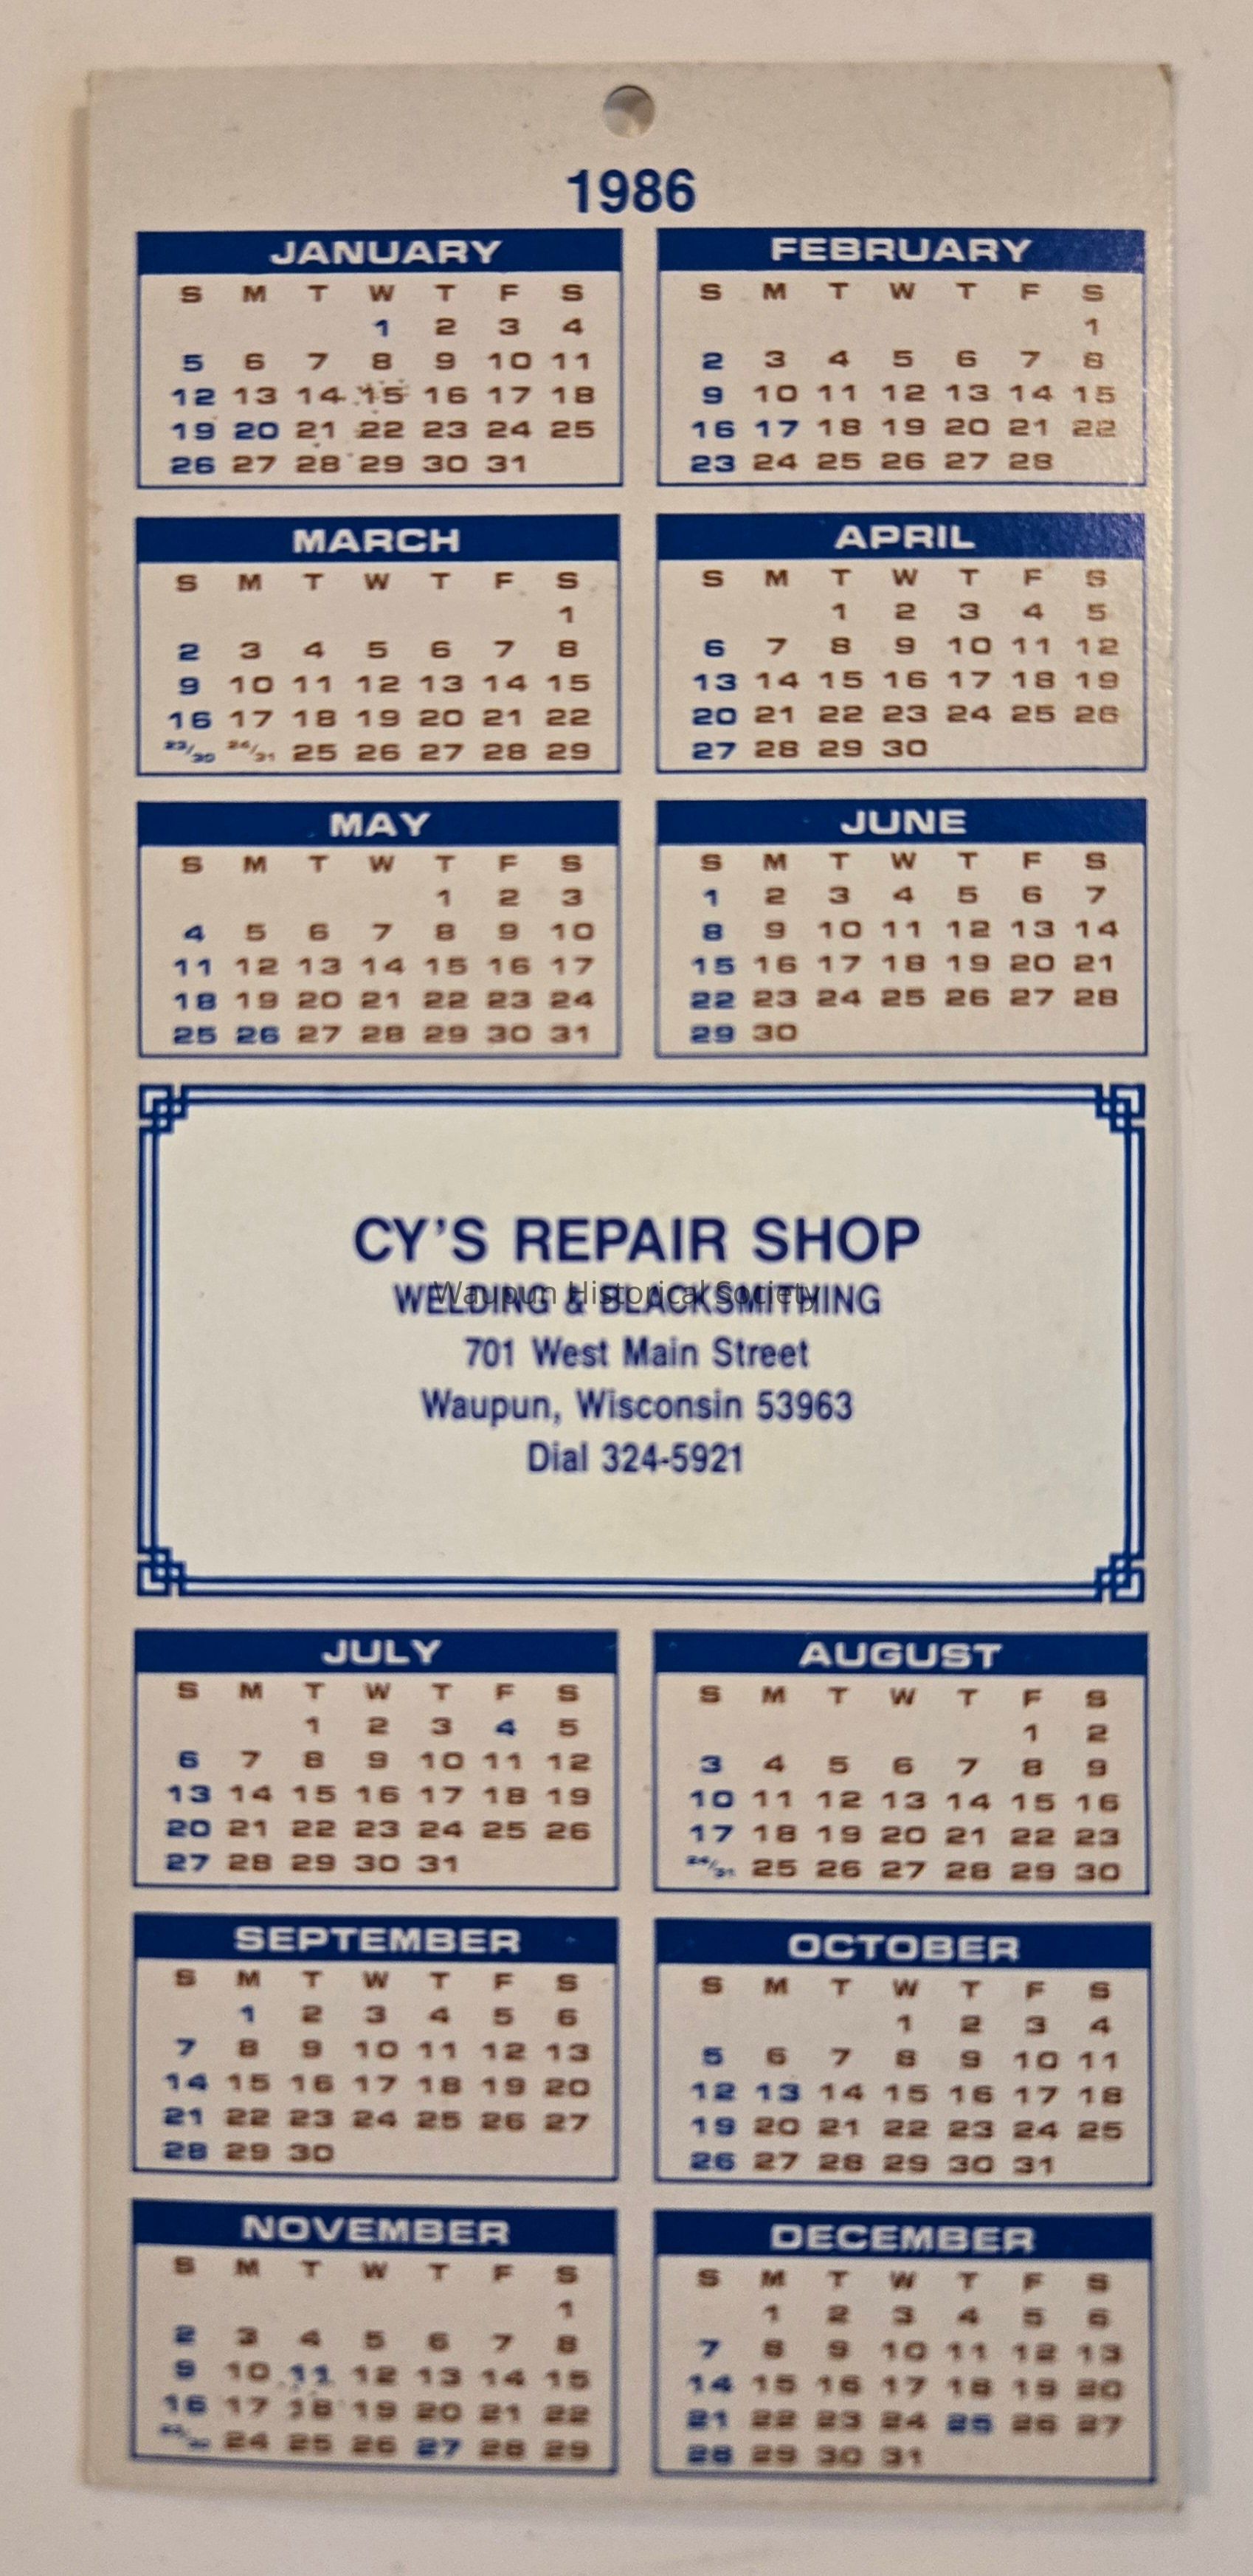 1986
JANUARY
S M T W T F S
1 2 3 4
5 6 7 8 9 10 11
12 13 14 15 16 17 18
19 20 21 22 23 24 25
26 27 28 29 30 31
FEBRUARY
S M T W T F S
1
2 3 4 5 6 7 8
9 10 11 12 13 14 15
16 17 18 19 20 21 22
23 24 25 26 27 28
MARCH
S M T W T F S
1
2 3 4 5 6 7 8
9 10 11 12 13 14 15
16 17 18 19 20 21 22
23/30 24/31 25 26 27 28 29
APRIL
S M T W T F S
1 2 3 4 5
6 7 8 9 10 11 12
13 14 15 16 17 18 19
20 21 22 23 24 25 26
27 28 29 30
MAY
S M T W T F S
1 2 3
4 5 6 7 8 9 10
11 12 13 14 15 16 17
18 19 20 21 22 23 24
25 26 27 28 29 30 31
JUNE
S M T W T F S
1 2 3 4 5 6 7
8 9 10 11 12 13 14
15 16 17 18 19 20 21
22 23 24 25 26 27 28
29 30
CY'S REPAIR SHOP
WELDING & BLACKSMITHING
Waupun Historical Society
701 West Main Street
Waupun, Wisconsin 53963
Dial 324-5921
JULY
S M T W T F S
1 2 3 4 5
6 7 8 9 10 11 12
13 14 15 16 17 18 19
20 21 22 23 24 25 26
27 28 29 30 31
AUGUST
S M T W T F S
1 2
3 4 5 6 7 8 9
10 11 12 13 14 15 16
17 18 19 20 21 22 23
24/31 25 26 27 28 29 30
SEPTEMBER
S M T W T F S
1 2 3 4 5 6
7 8 9 10 11 12 13
14 15 16 17 18 19 20
21 22 23 24 25 26 27
28 29 30
OCTOBER
S M T W T F S
1 2 3 4
5 6 7 8 9 10 11
12 13 14 15 16 17 18
19 20 21 22 23 24 25
26 27 28 29 30 31
NOVEMBER
S M T W T F S
1
2 3 4 5 6 7 8
9 10 11 12 13 14 15
16 17 18 19 20 21 22
23/30 24 25 26 27 28 29
DECEMBER
S M T W T F S
1 2 3 4 5 6
7 8 9 10 11 12 13
14 15 16 17 18 19 20
21 22 23 24 25 26 27
28 29 30 31